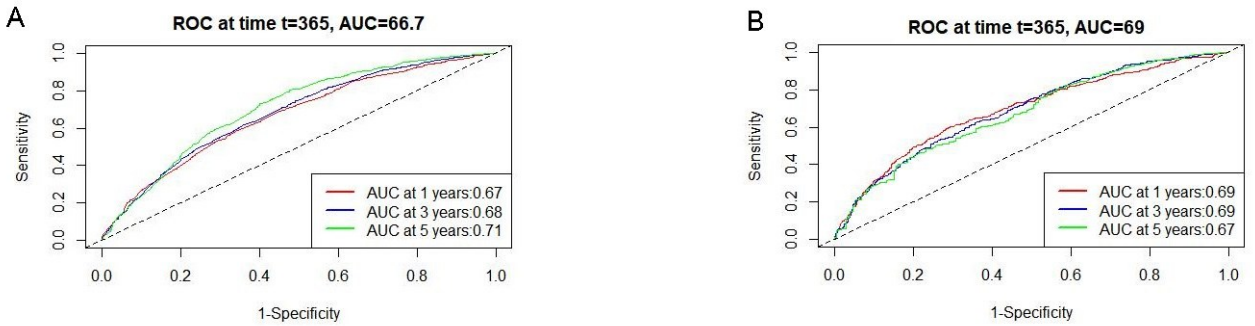 A
ROC at time t=365, AUC=66.7
Sensitivity
1.0
0.8
0.6
0.4
0.2
0.0
AUC at 1 years:0.67
AUC at 3 years:0.68
AUC at 5 years:0.71
0.0 0.2 0.4 0.6 0.8 1.0
1-Specificity
B
ROC at time t=365, AUC=69
Sensitivity
1.0
0.8
0.6
0.4
0.2
0.0
AUC at 1 years:0.69
AUC at 3 years:0.69
AUC at 5 years:0.67
0.0 0.2 0.4 0.6 0.8 1.0
1-Specificity